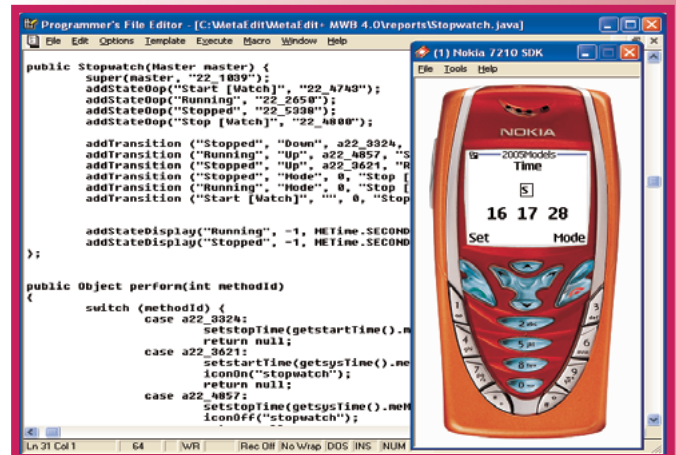 Programmer's File Editor - [C:\MetaEdit\MetaEdit+ MWB 4.0\reports\Stopwatch.java]
File Edit Options Template Execute Macro Window Help
public Stopwatch(Master master) {
super(master, "22_1039");
addStateOop("Start [Watch]", "22_4743");
addStateOop("Running", "22_2650");
addStateOop("Stopped", "22_5338");
addStateOop("Stop [Watch]", "22_4800");
addTransition ("Stopped", "Down", a22_3324,
addTransition ("Running", "Up", a22_4857, "S
addTransition ("Stopped", "Up", a22_3621, "R
addTransition ("Stopped", "Mode", 0, "Stop [
addTransition ("Running", "Mode", 0, "Stop [
addTransition ("Start [Watch]", "", 0, "Stop
addStateDisplay("Running", -1, METime.SECOND
addStateDisplay("Stopped", -1, METime.SECOND
};
public Object perform(int methodId)
{
switch (methodId) {
case a22_3324:
setstopTime(getstartTime().m
return null;
case a22_3621:
setstartTime(getsysTime().me
iconOn("stopwatch");
return null;
case a22_4857:
setstopTime(getsysTime().meM
iconOff("stopwatch");
Ln 31 Col 1 64 WR Rec Off No Wrap DOS INS NUM
(1) Nokia 7210 SDK
File Tools Help
NOKIA
2005Models
Time
S
16 17 28
Set Mode